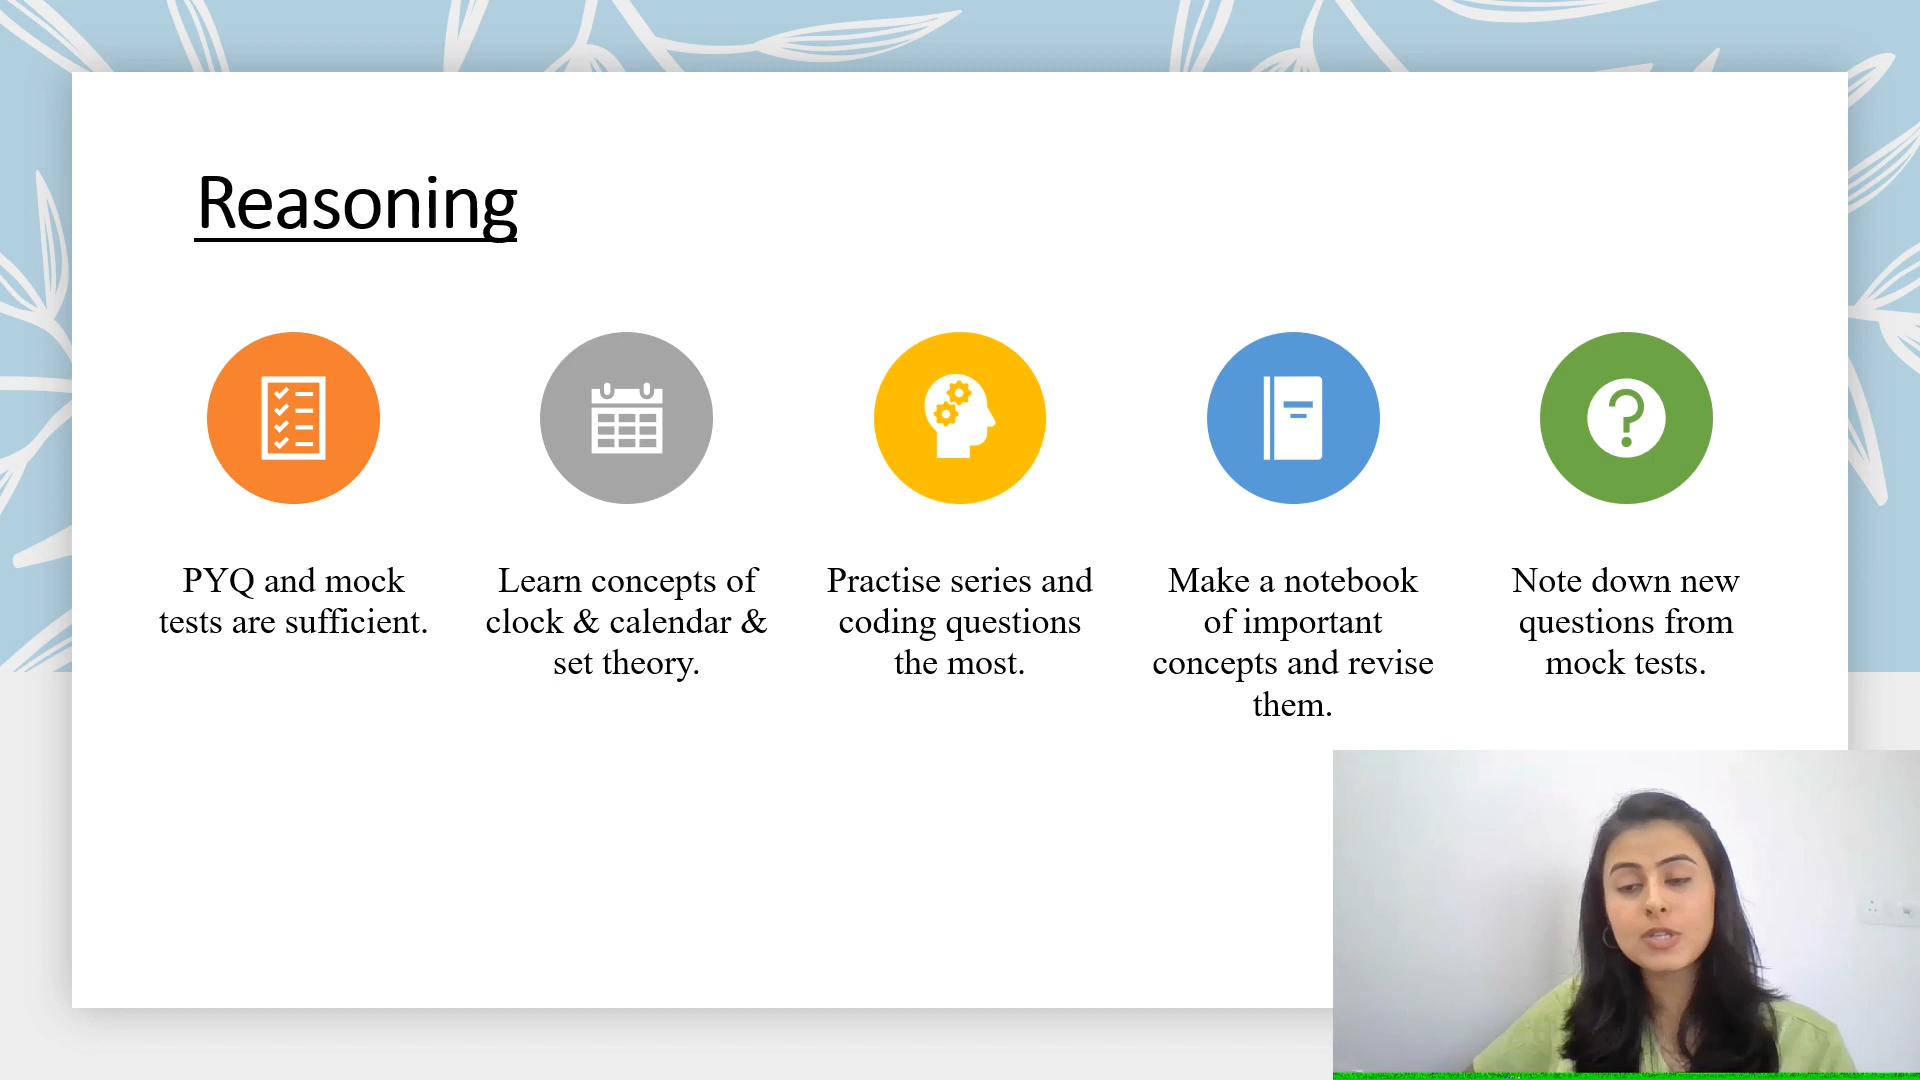 Reasoning
PYQ and mock
tests are sufficient.
Learn concepts of
clock & calendar &
set theory.
Practise series and
coding questions
the most.
Make a notebook
of important
concepts and revise
them.
Note down new
questions from
mock tests.